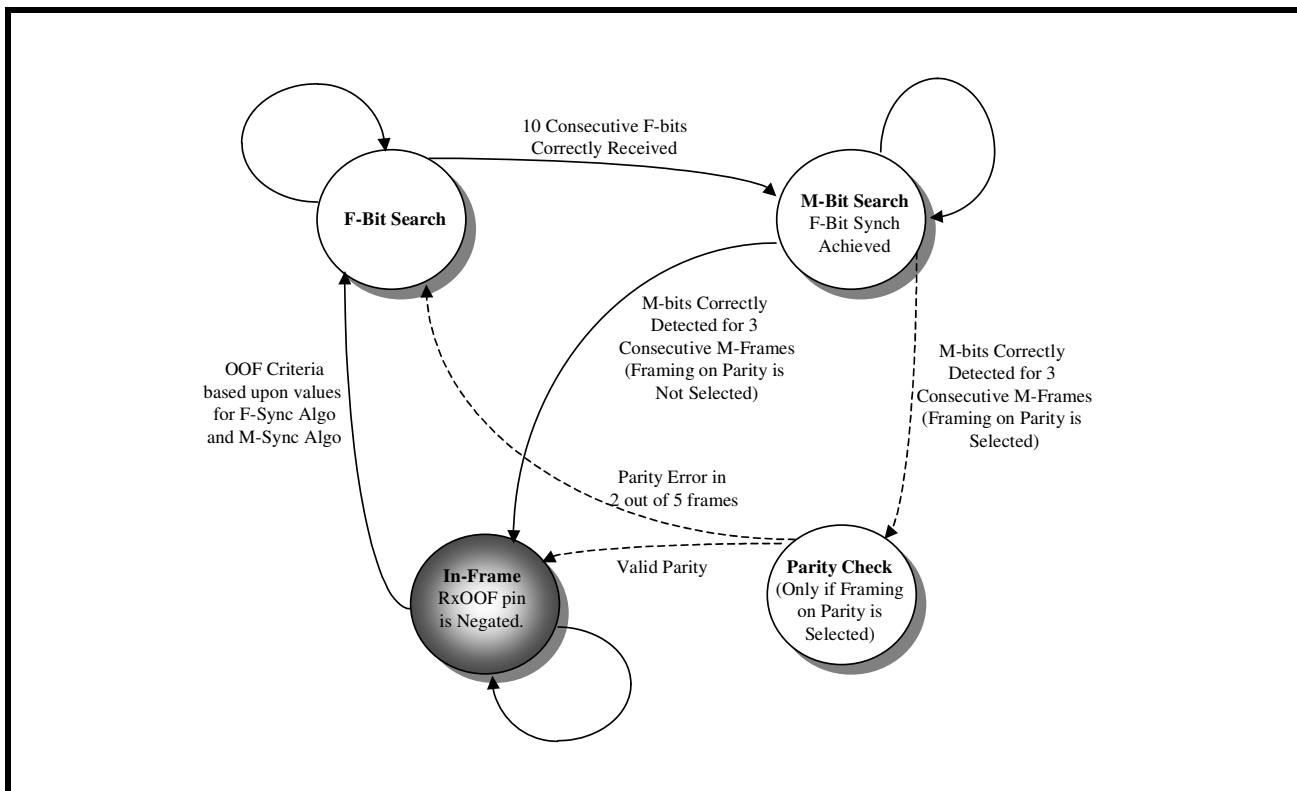 10 Consecutive F-bits
Correctly Received
F-Bit Search
M-Bit Search
F-Bit Synch
Achieved
M-bits Correctly
Detected for 3
Consecutive M-Frames
(Framing on Parity is
Not Selected)
M-bits Correctly
Detected for 3
Consecutive M-Frames
(Framing on Parity is
Selected)
OOF Criteria
based upon values
for F-Sync Algo
and M-Sync Algo
Parity Error in
2 out of 5 frames
In-Frame
RxOOF pin
is Negated.
Valid Parity
Parity Check
(Only if Framing
on Parity is
Selected)